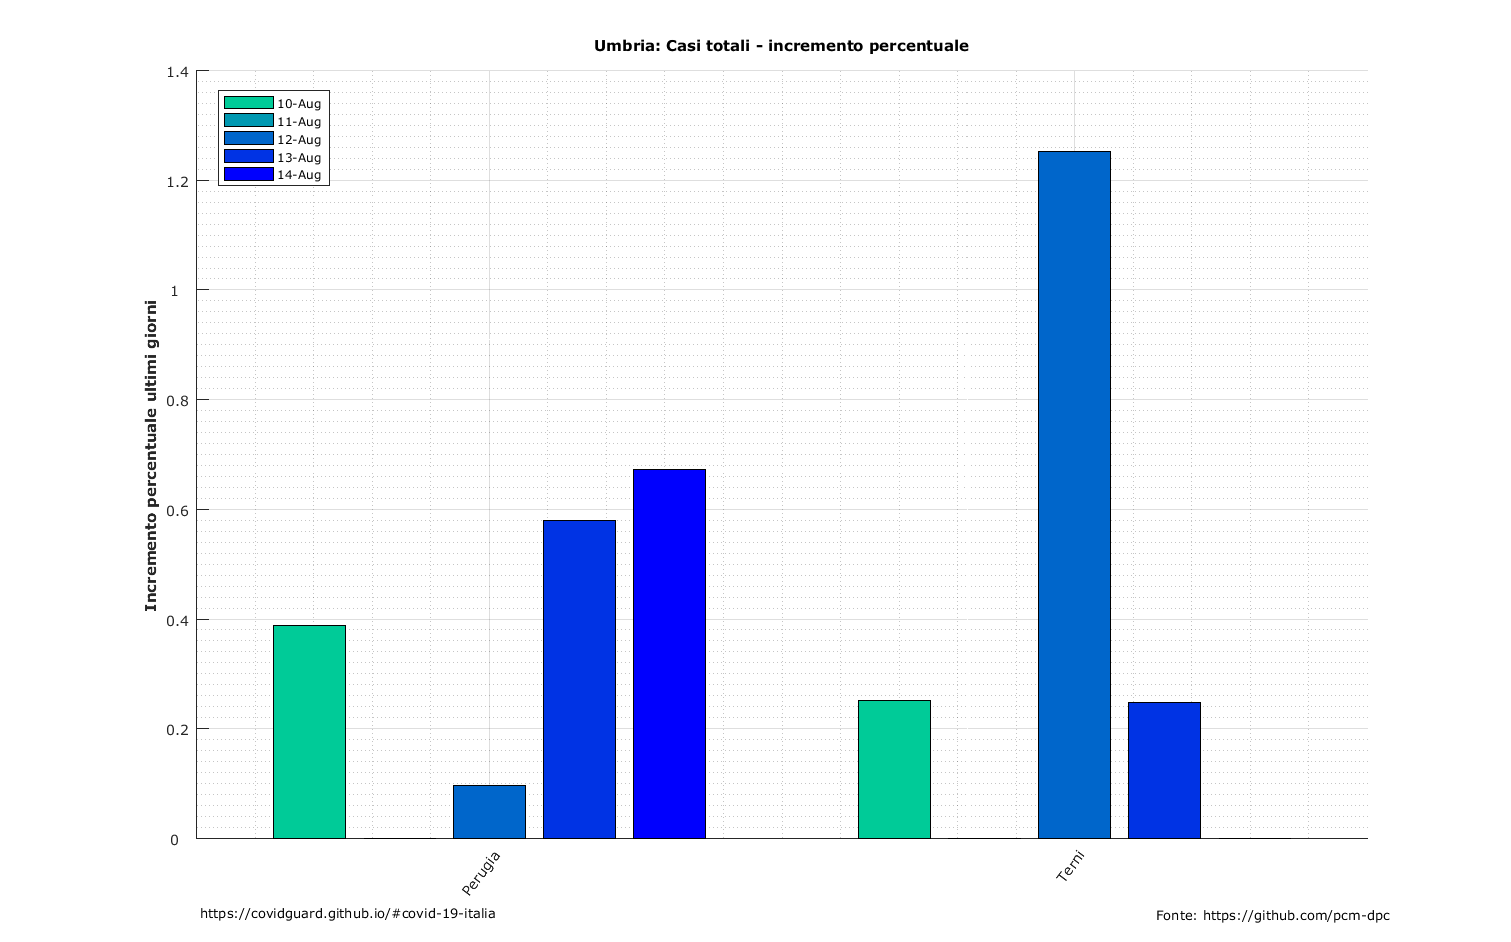 Umbria: Casi totali - incremento percentuale
1.4
1.2
1
0.8
0.6
0.4
0.2
0
Incremento percentuale ultimi giorni
10-Aug
11-Aug
12-Aug
13-Aug
14-Aug
Perugia
Terni
https://covidguard.github.io/#covid-19-italia
Fonte: https://github.com/pcm-dpc